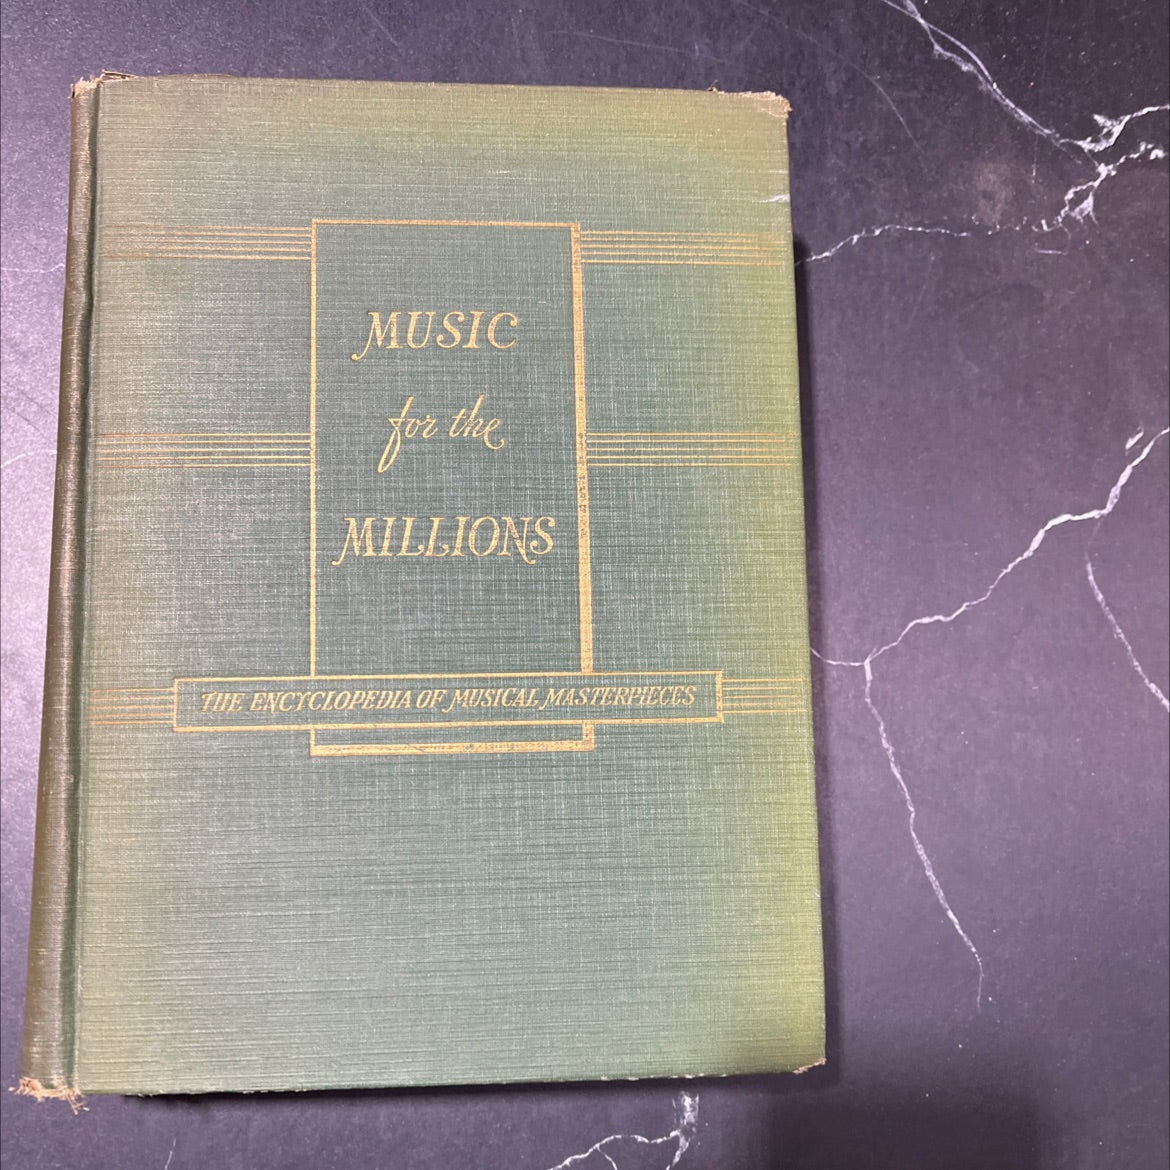 MUSIC
for the
MILLIONS
THE ENCYCLOPEDIA OF MUSICAL MASTERPIECES